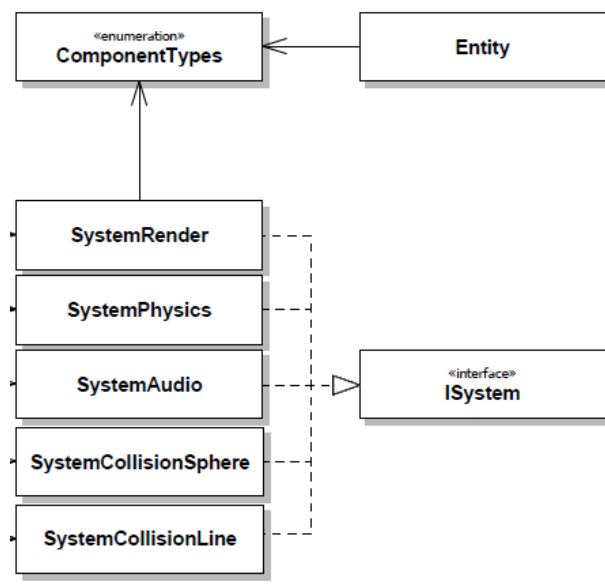 «enumeration»
ComponentTypes
Entity
SystemRender
SystemPhysics
SystemAudio
«interface»
ISystem
SystemCollisionSphere
SystemCollisionLine